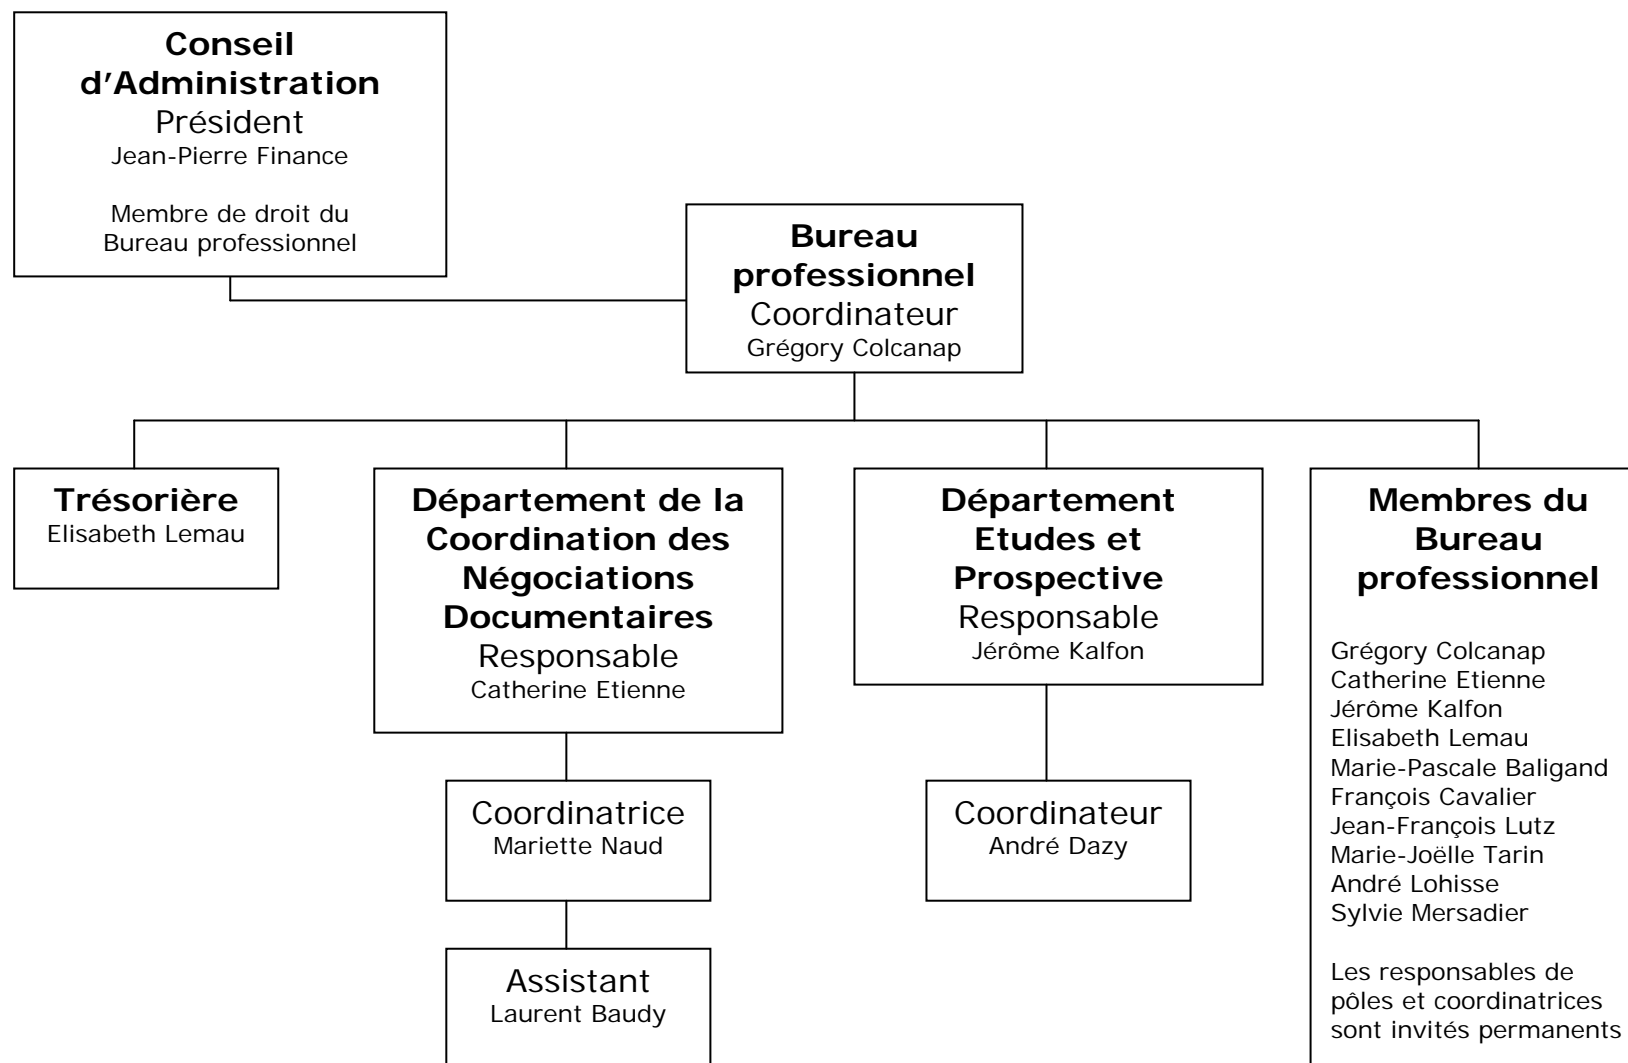 Conseil
d'Administration
Président
Jean-Pierre Finance
Membre de droit du
Bureau professionnel
Bureau
professionnel
Coordinateur
Grégory Colcanap
Trésorière
Elisabeth Lemau
Département de la
Coordination des
Négociations
Documentaires
Responsable
Catherine Etienne
Coordinatrice
Mariette Naud
Assistant
Laurent Baudy
Département
Etudes et
Prospective
Responsable
Jérôme Kalfon
Coordinateur
André Dazy
Membres du
Bureau
professionnel
Grégory Colcanap
Catherine Etienne
Jérôme Kalfon
Elisabeth Lemau
Marie-Pascale Baligand
François Cavalier
Jean-François Lutz
Marie-Joëlle Tarin
André Lohisse
Sylvie Mersadier
Les responsables de
pôles et coordinatrices
sont invités permanents